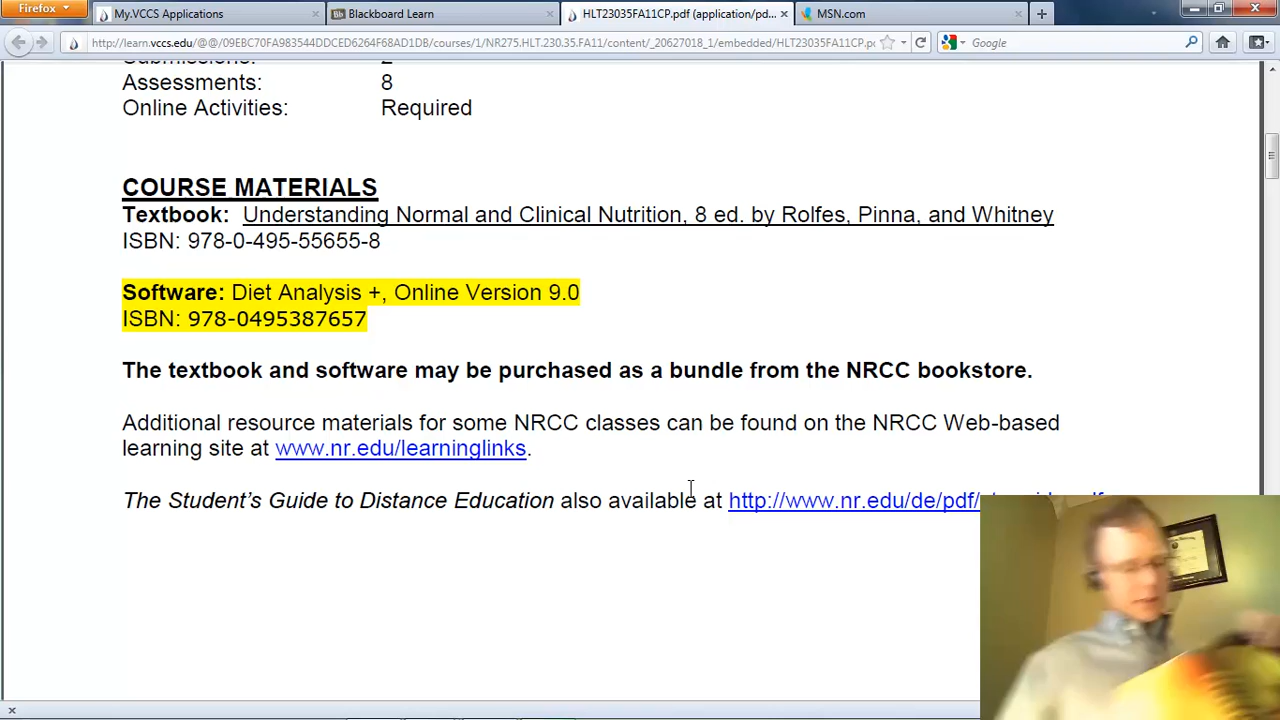 Firefox
My.VCCS Applications
Blackboard Learn
HLT23035FA11CP.pdf (application/pd...
MSN.com
http://learn.vccs.edu/@@/09EBC70FA983544DDCED6264F68AD1DB/courses/1/NR275.HLT.230.35.FA11/content/_20627018_1/embedded/HLT23035FA11CP.pc
Google
Submissions: 2
Assessments: 8
Online Activities: Required
COURSE MATERIALS
Textbook: Understanding Normal and Clinical Nutrition, 8 ed. by Rolfes, Pinna, and Whitney
ISBN: 978-0-495-55655-8
Software: Diet Analysis +, Online Version 9.0
ISBN: 978-0495387657
The textbook and software may be purchased as a bundle from the NRCC bookstore.
Additional resource materials for some NRCC classes can be found on the NRCC Web-based
learning site at www.nr.edu/learninglinks.
The Student's Guide to Distance Education also available at http://www.nr.edu/de/pdf/